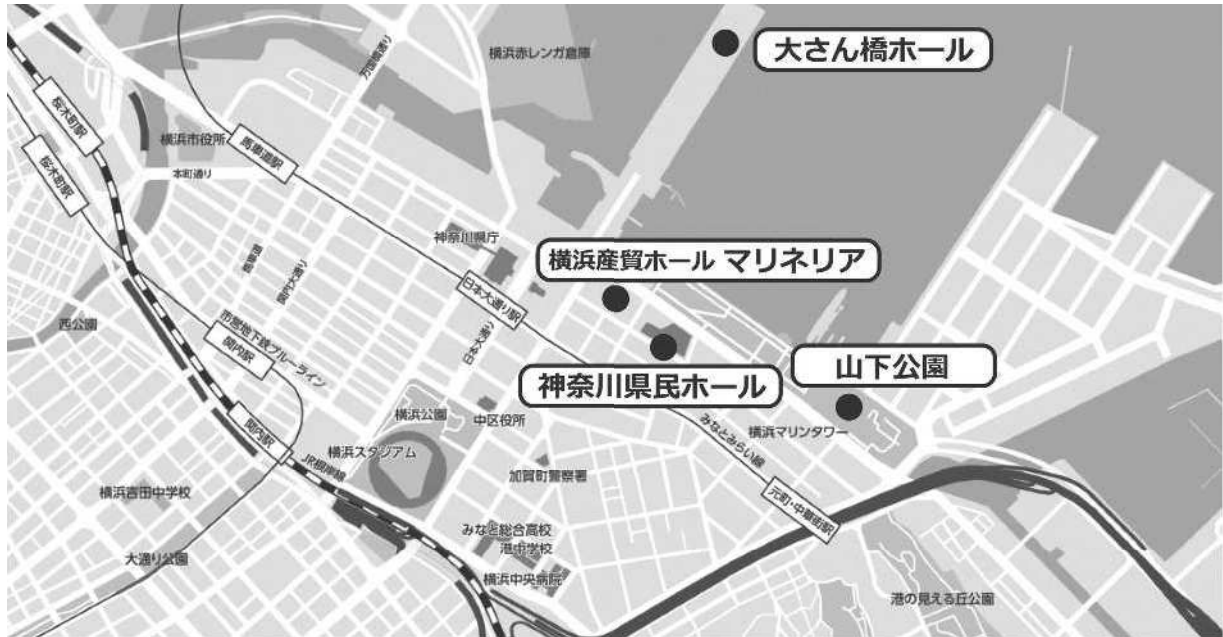 大さん橋ホール
横浜赤レンガ倉庫
万国橋通り
桜木町駅
横浜市役所
馬車道駅
桜木町駅
本町通り
神奈川県庁
横浜産貿ホール マリネリア
馬車道
関内大通り
日本大通り駅
西公園
市営地下鉄ブルーライン
関内駅
日本大通り
山下公園
神奈川県民ホール
横浜公園
中区役所
みなとみらい線
横浜マリンタワー
関内駅
横浜スタジアム
JR根岸線
加賀町警察署
横浜吉田中学校
元町・中華街駅
みなと総合高校
港中学校
大通り公園
横浜中央病院
港の見える丘公園